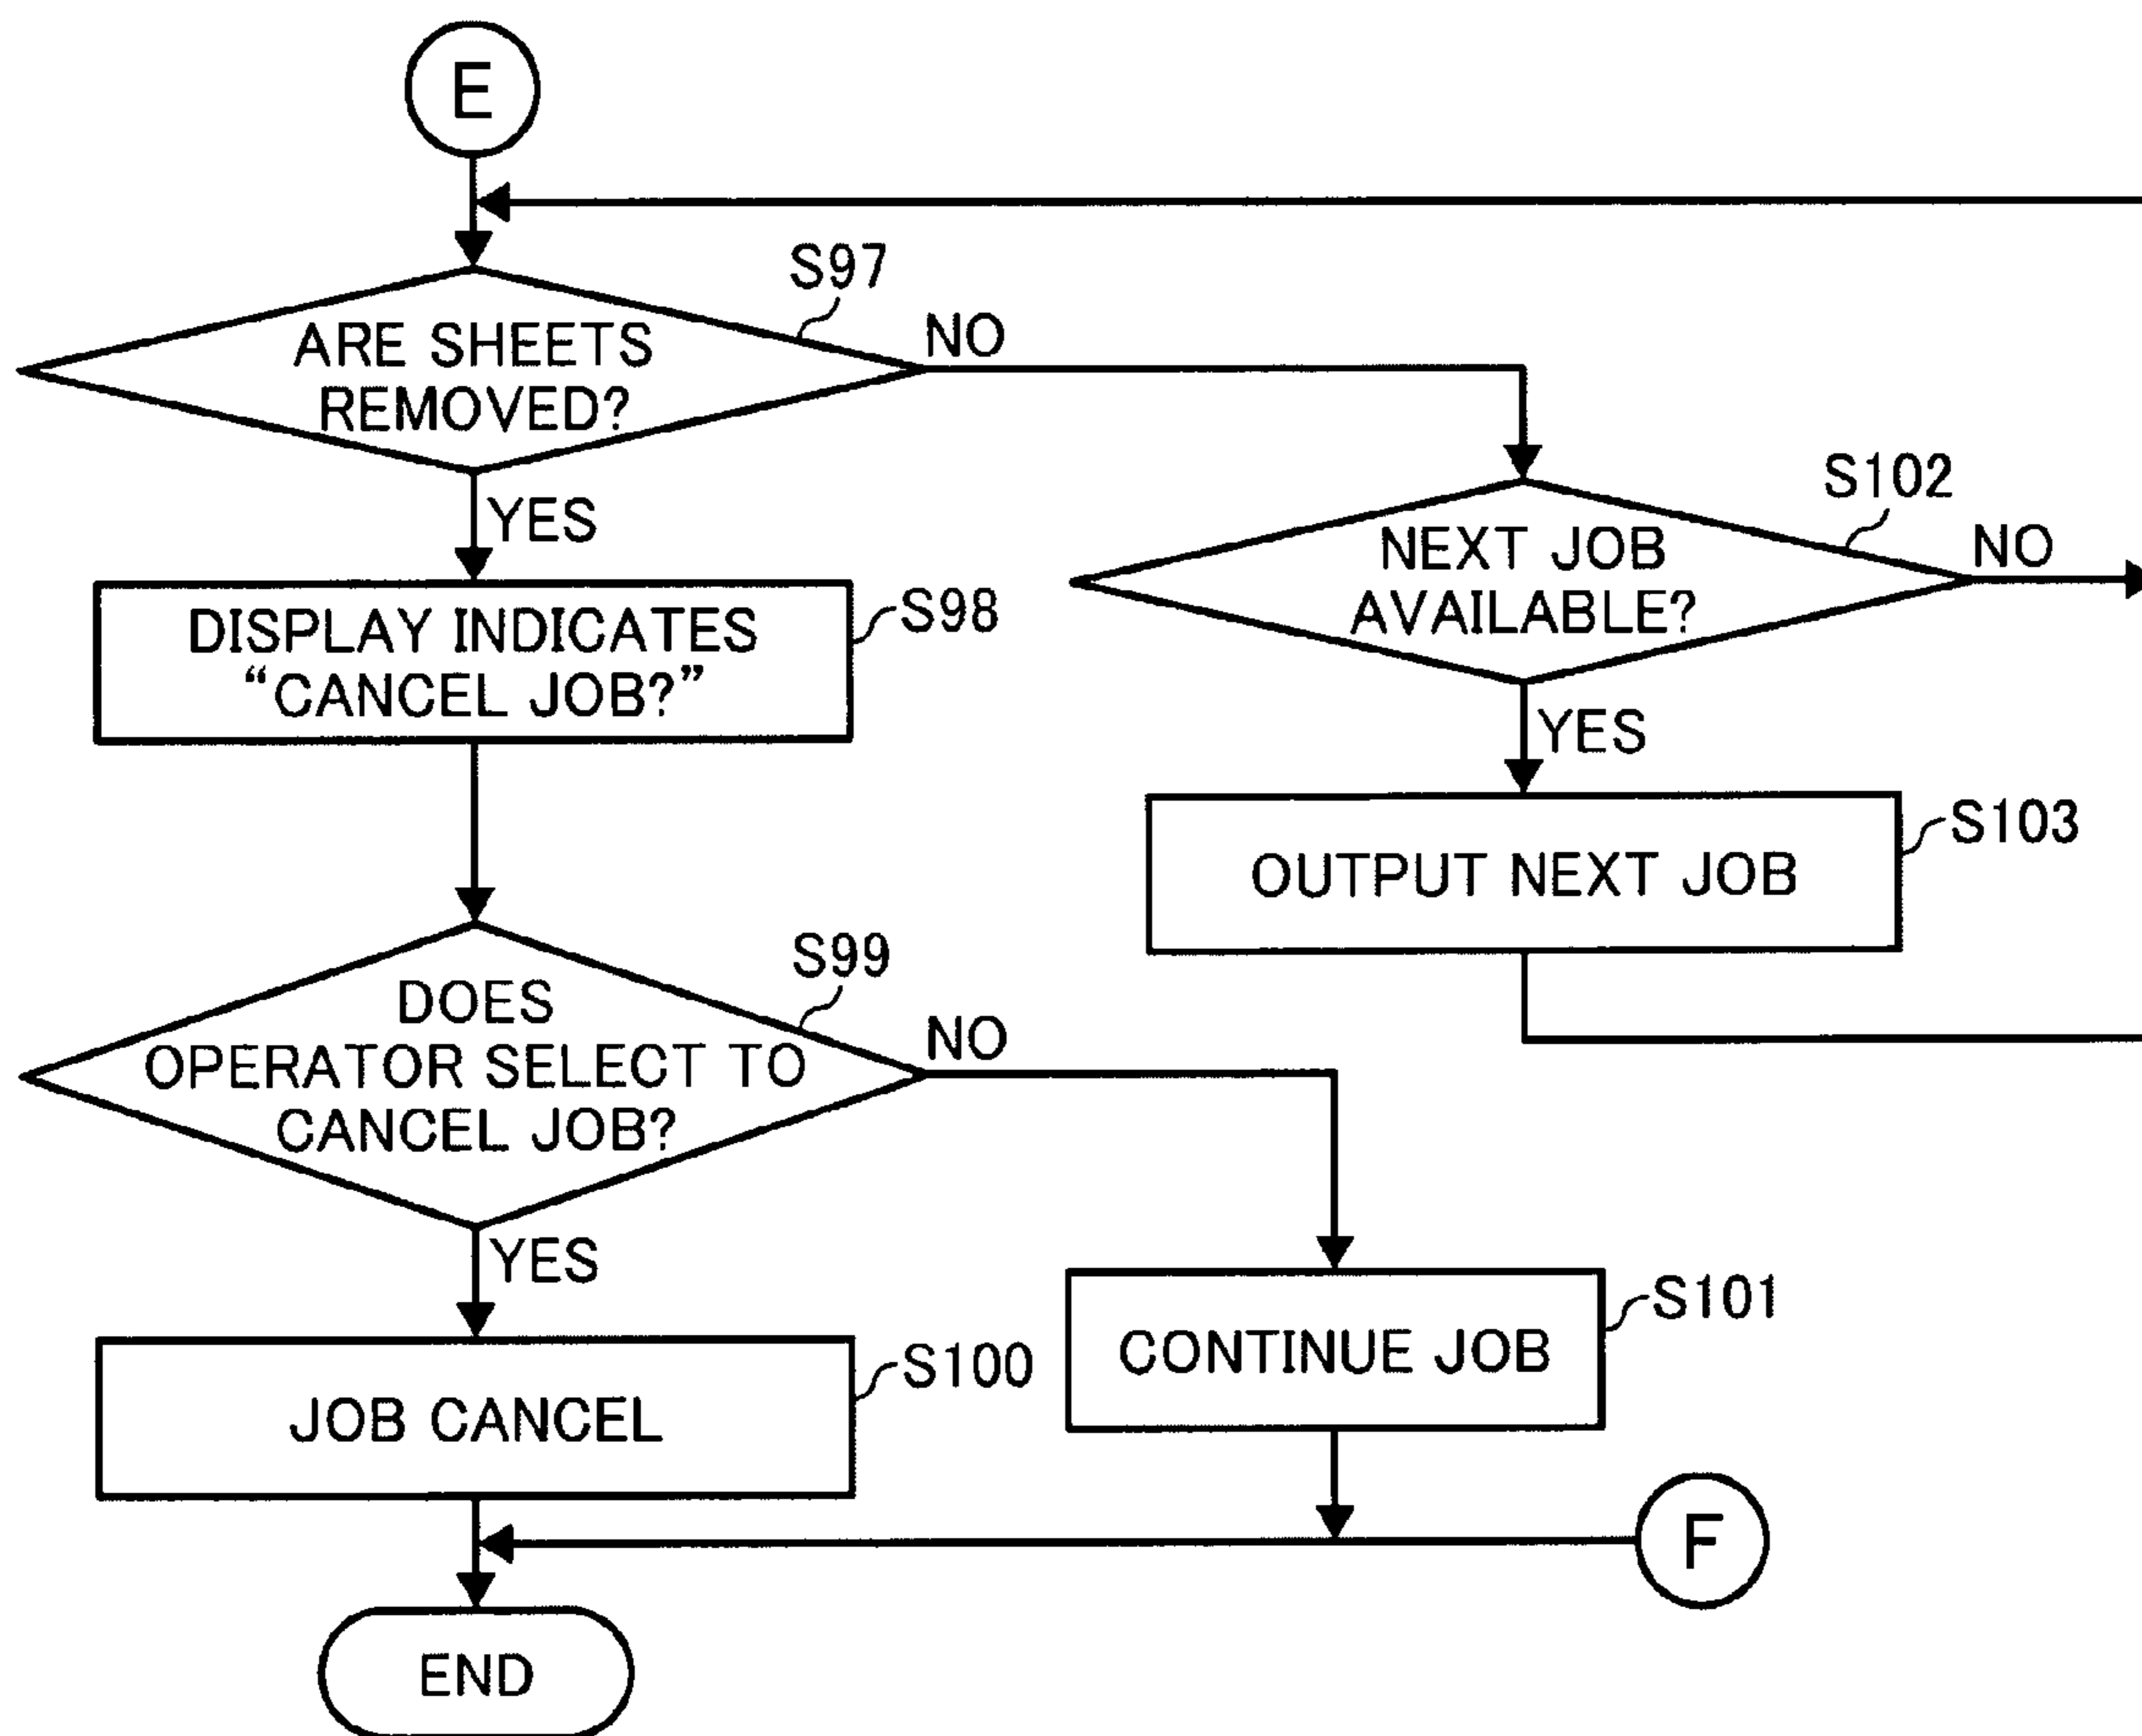 E
S97
ARE SHEETS
REMOVED?
NO
YES
S102
NEXT JOB
AVAILABLE?
NO
YES
DISPLAY INDICATES
“CANCEL JOB?”
S98
OUTPUT NEXT JOB
S103
S99
DOES
OPERATOR SELECT TO
CANCEL JOB?
NO
YES
CONTINUE JOB
S101
JOB CANCEL
S100
F
END